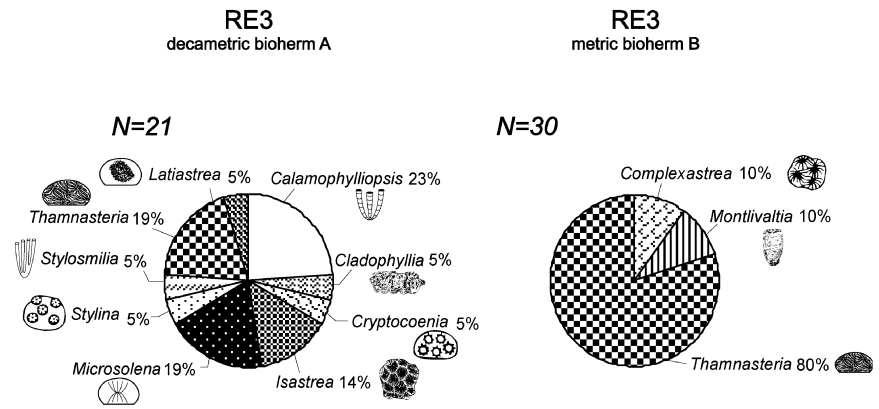 RE3
decametric bioherm A
N=21
Latiastrea 5%
Calamophylliopsis 23%
Thamnasteria 19%
Stylosmilia 5%
Cladophyllia 5%
Stylina 5%
Cryptocoenia 5%
Microsolena 19%
Isastrea 14%
RE3
metric bioherm B
N=30
Complexastrea 10%
Montlivaltia 10%
Thamnasteria 80%